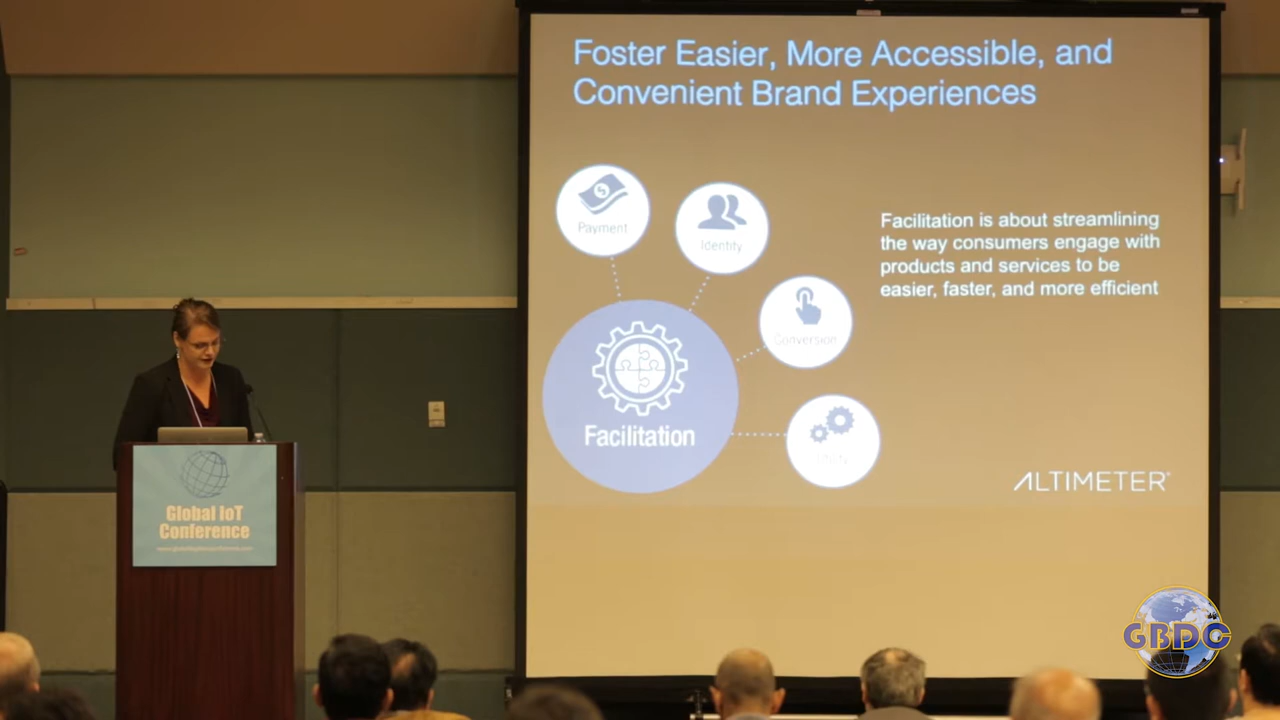 Foster Easier, More Accessible, and
Convenient Brand Experiences
Payment
Identity
Conversion
Facilitation
Facilitation is about streamlining
the way consumers engage with
products and services to be
easier, faster, and more efficient
ALTIMETER®
Global IoT
Conference
GBDC